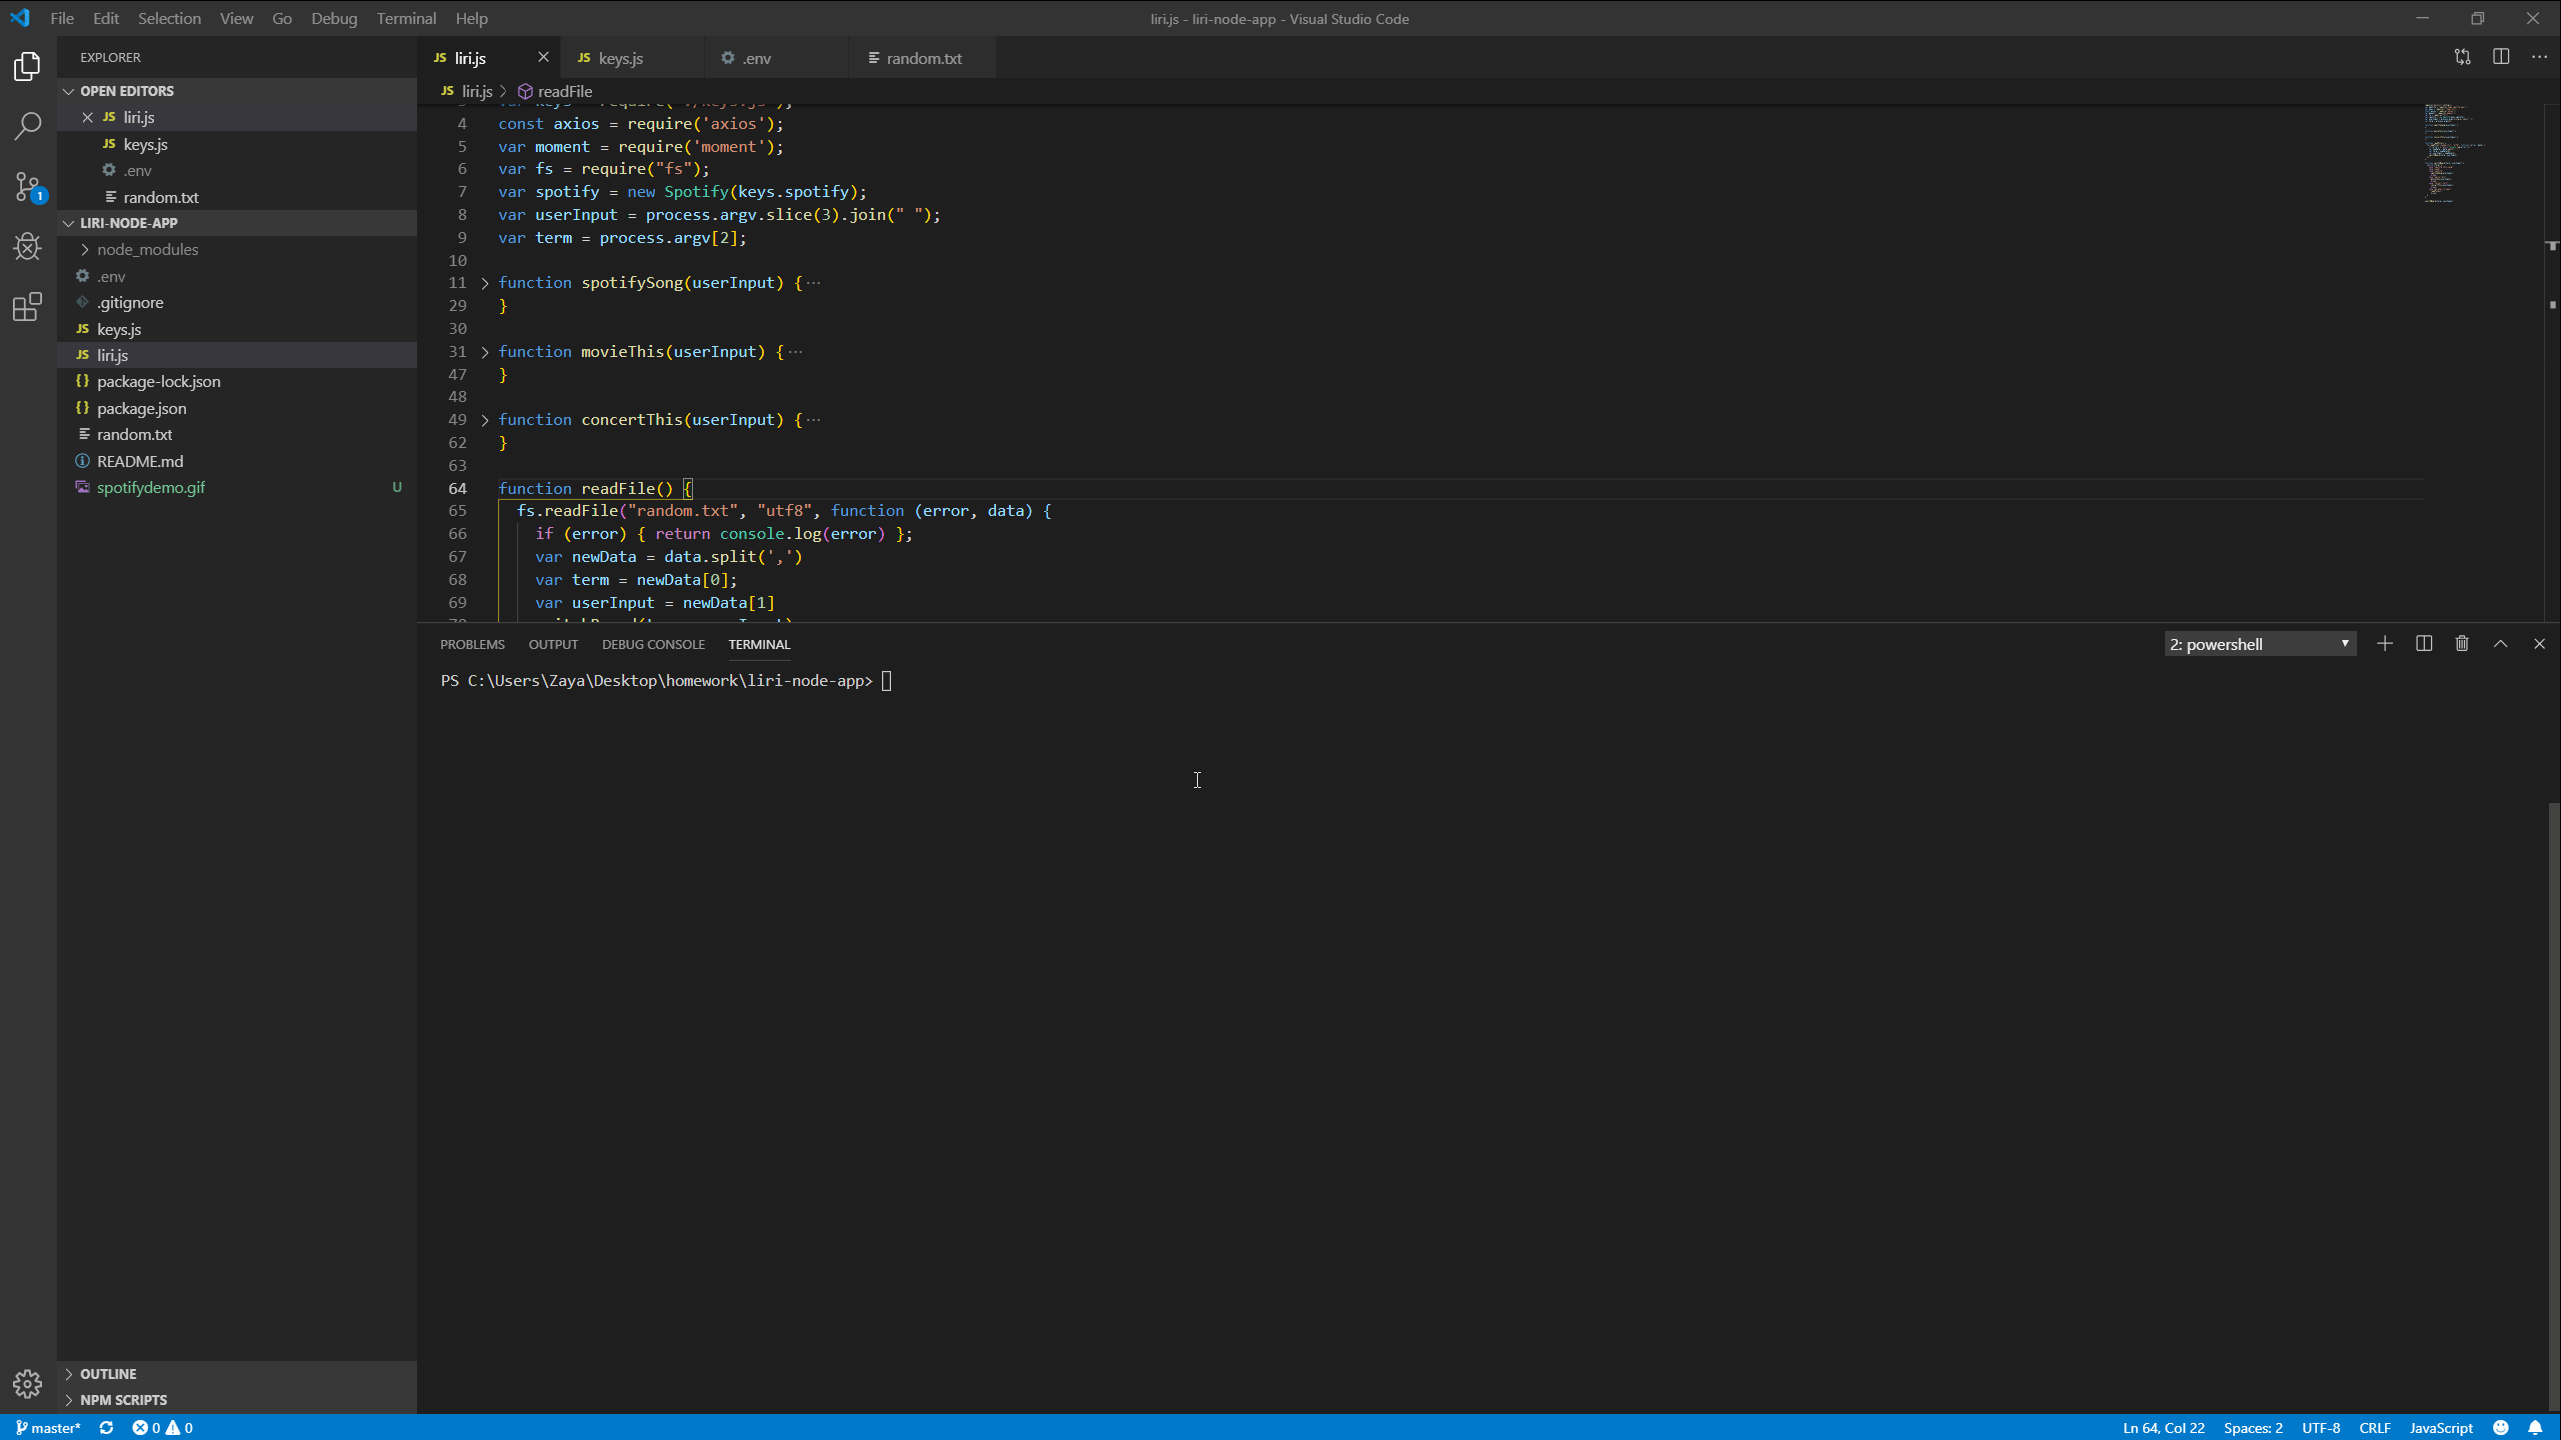 File Edit Selection View Go Debug Terminal Help
liri.js - liri-node-app - Visual Studio Code
EXPLORER
OPEN EDITORS
JS liri.js
JS keys.js
.env
random.txt
LIRI-NODE-APP
node_modules
.env
.gitignore
JS keys.js
JS liri.js
{} package-lock.json
{} package.json
random.txt
README.md
spotifydemo.gif U
OUTLINE
NPM SCRIPTS
1
JS liri.js JS keys.js .env random.txt
JS liri.js > readFile
4 const axios = require('axios');
5 var moment = require('moment');
6 var fs = require("fs");
7 var spotify = new Spotify(keys.spotify);
8 var userInput = process.argv.slice(3).join(" ");
9 var term = process.argv[2];
10
11 > function spotifySong(userInput) {···
29 }
30
31 > function movieThis(userInput) {···
47 }
48
49 > function concertThis(userInput) {···
62 }
63
64 function readFile() {
65 fs.readFile("random.txt", "utf8", function (error, data) {
66 if (error) { return console.log(error) };
67 var newData = data.split(',')
68 var term = newData[0];
69 var userInput = newData[1]
PROBLEMS OUTPUT DEBUG CONSOLE TERMINAL
2: powershell
PS C:\Users\Zaya\Desktop\homework\liri-node-app>
master* 0 0
Ln 64, Col 22 Spaces: 2 UTF-8 CRLF JavaScript